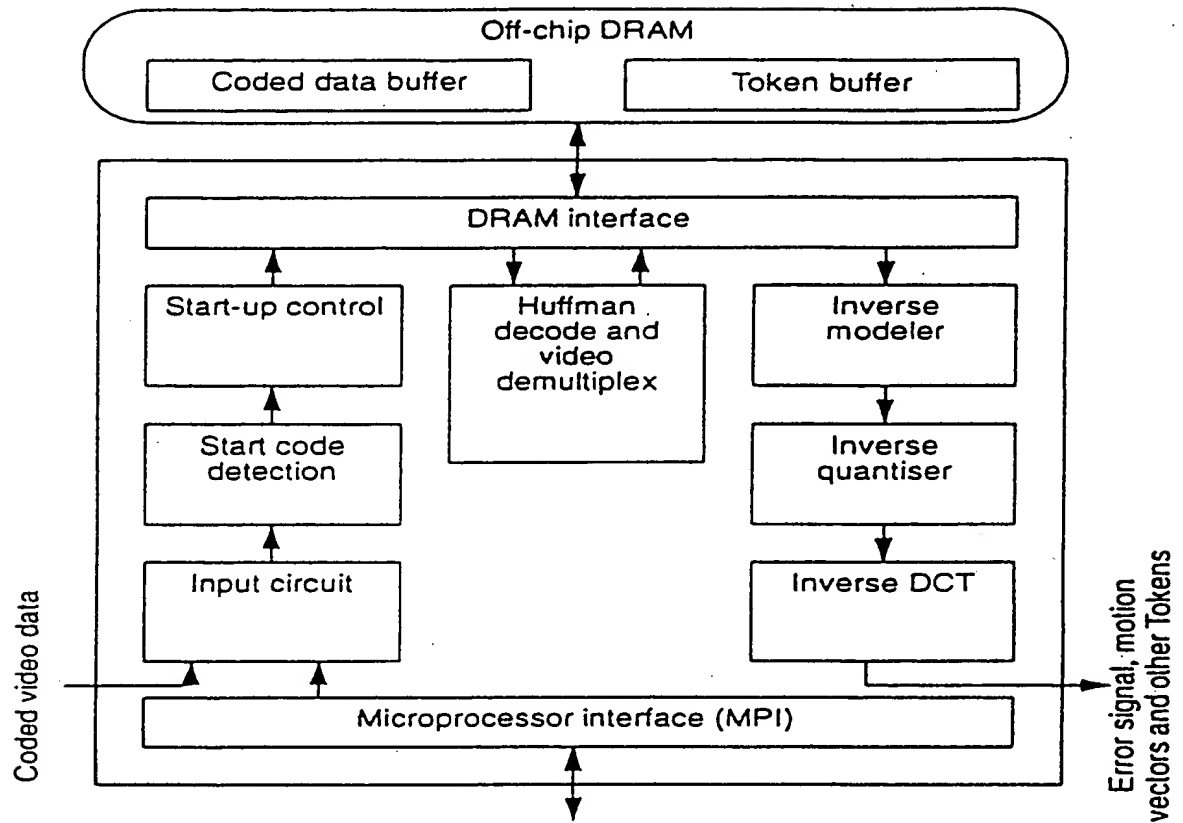 Off-chip DRAM
Coded data buffer
Token buffer
DRAM interface
Start-up control
Huffman
decode and
video
demultiplex
Inverse
modeler
Start code
detection
Inverse
quantiser
Input circuit
Inverse DCT
Coded video data
Error signal, motion
vectors and other Tokens
Microprocessor interface (MPI)